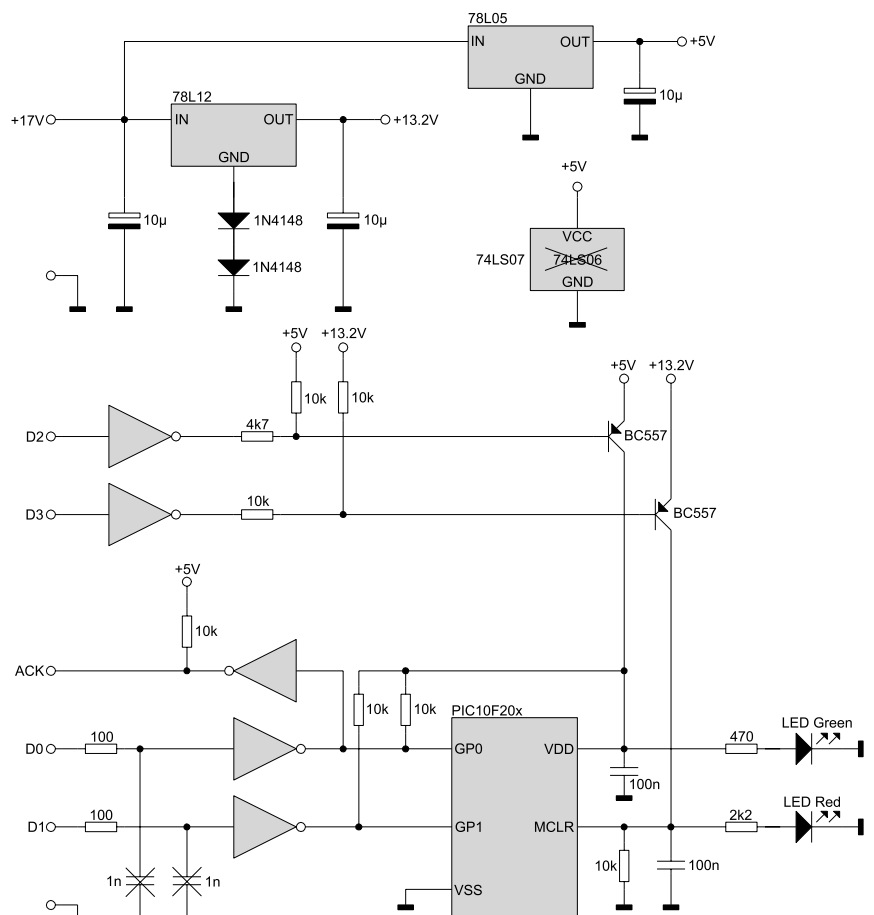 78L05
IN OUT
+5V
GND
10µ
78L12
+17V
IN OUT
+13.2V
GND
10µ
1N4148
10µ
1N4148
+5V
VCC
74LS07
74LS06
GND
+5V +13.2V
10k
10k
+5V +13.2V
D2
4k7
BC557
D3
10k
BC557
+5V
10k
ACK
10k
10k
PIC10F20x
D0
100
GP0 VDD
470
LED Green
100n
D1
100
GP1 MCLR
2k2
LED Red
10k
100n
1n
1n
VSS